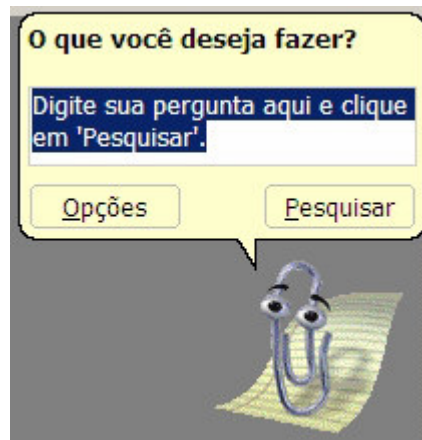 O que você deseja fazer?
Digite sua pergunta aqui e clique
em 'Pesquisar'.
Opções
Pesquisar